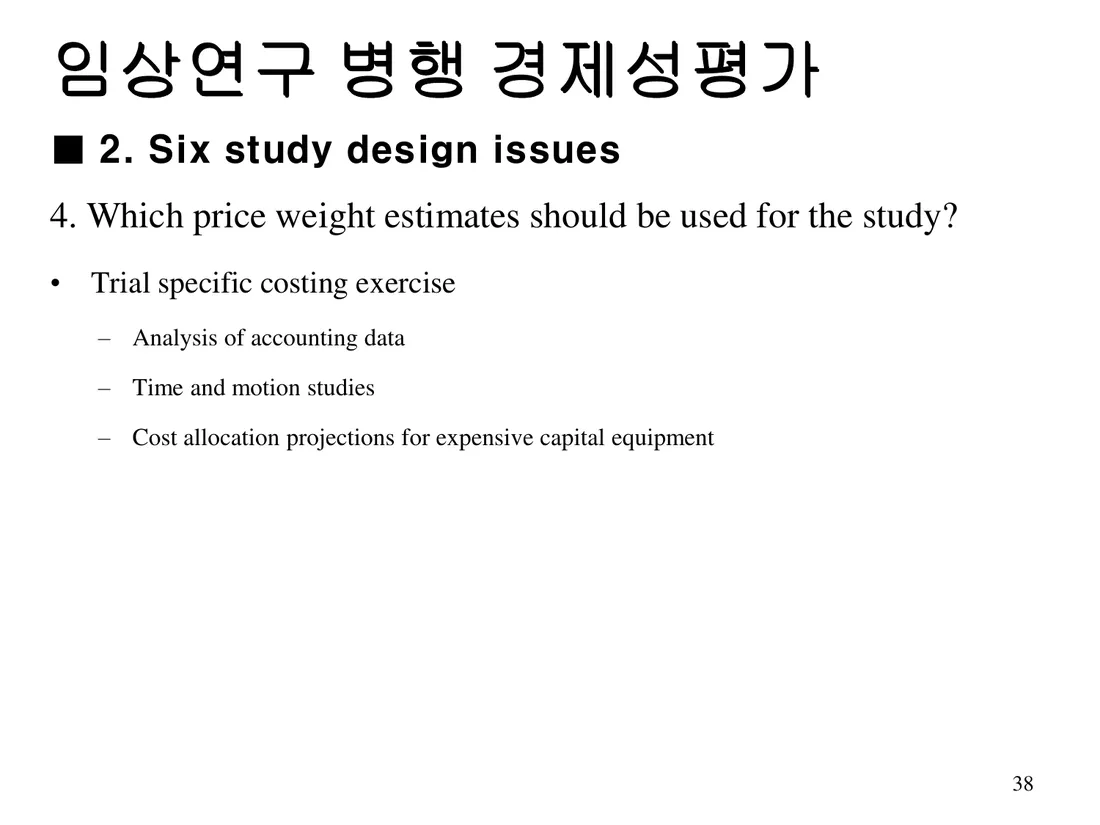 임상연구 병행 경제성평가
■ 2. Six study design issues
4. Which price weight estimates should be used for the study?
• Trial specific costing exercise
– Analysis of accounting data
– Time and motion studies
– Cost allocation projections for expensive capital equipment
38